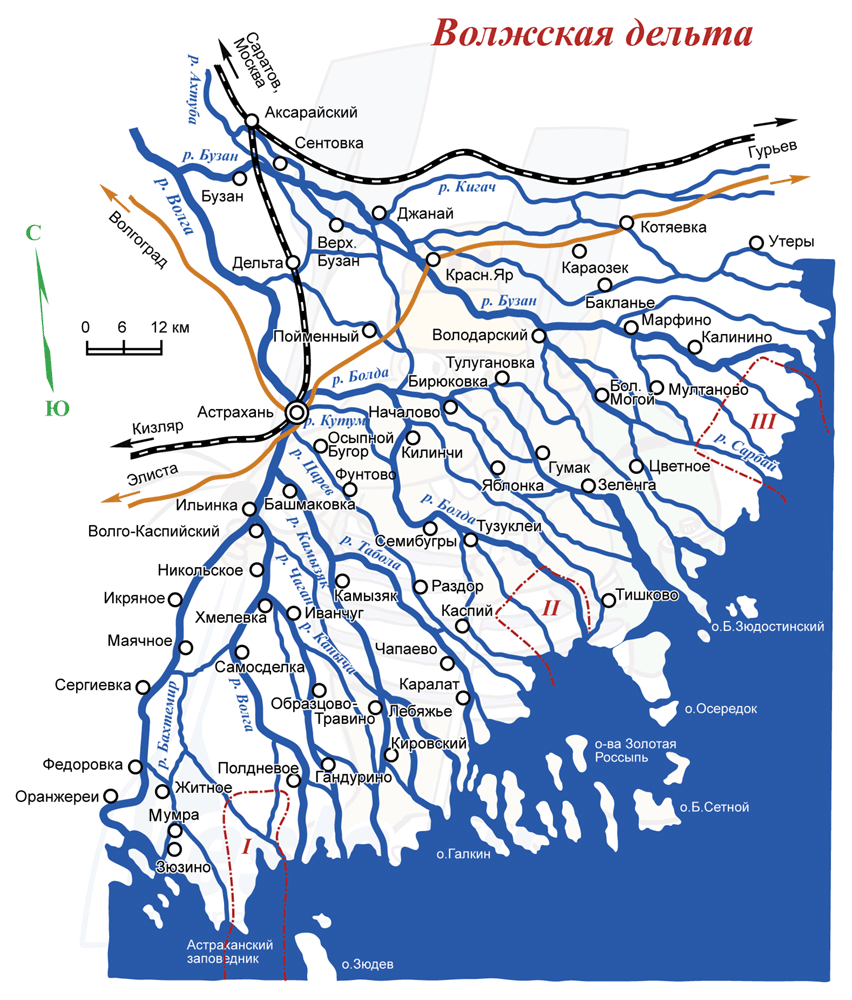 Волжская дельта
Саратов,
Москва
р. Ахтуба
Аксарайский
Сентовка
Гурьев
р. Бузан
Бузан
р. Волга
р. Кигач
Джанай
Волгоград
С
Верх.
Бузан
Котяевка
Утеры
Дельта
Красн.Яр
Караозек
Бакланье
р. Бузан
0 6 12 км
Пойменный
Володарский
Марфино
Калинино
Ю
р. Болда
Тулугановка
Бирюковка
Бол.
Могой
Мултаново
Астрахань
р. Кутум
Началово
III
Кизляр
Осыпной
Бугор
Килинчи
р. Сарбай
Элиста
р. Царев
Фунтово
Яблонка
Гумак
Цветное
Зеленга
Ильинка
Башмаковка
р. Болда
Волго-Каспийский
р. Камызяк
Семибугры
Тузуклеи
р. Табола
Никольское
р. Чаган
Камызяк
Раздор
II
Тишково
Икряное
Хмелевка
Иванчуг
Каспий
о.Б.Зюдостинский
р. Каныча
Маячное
Самосделка
Чапаево
Сергиевка
р. Бахтемир
р. Волга
Образцово-
Травино
Лебяжье
Каралат
о.Осередок
Кировский
о-ва Золотая
Россыпь
Федоровка
Полдневое
Гандурино
Оранжереи
Житное
о.Б.Сетной
Мумра
I
Зюзино
о.Галкин
Астраханский
заповедник
о.Зюдев